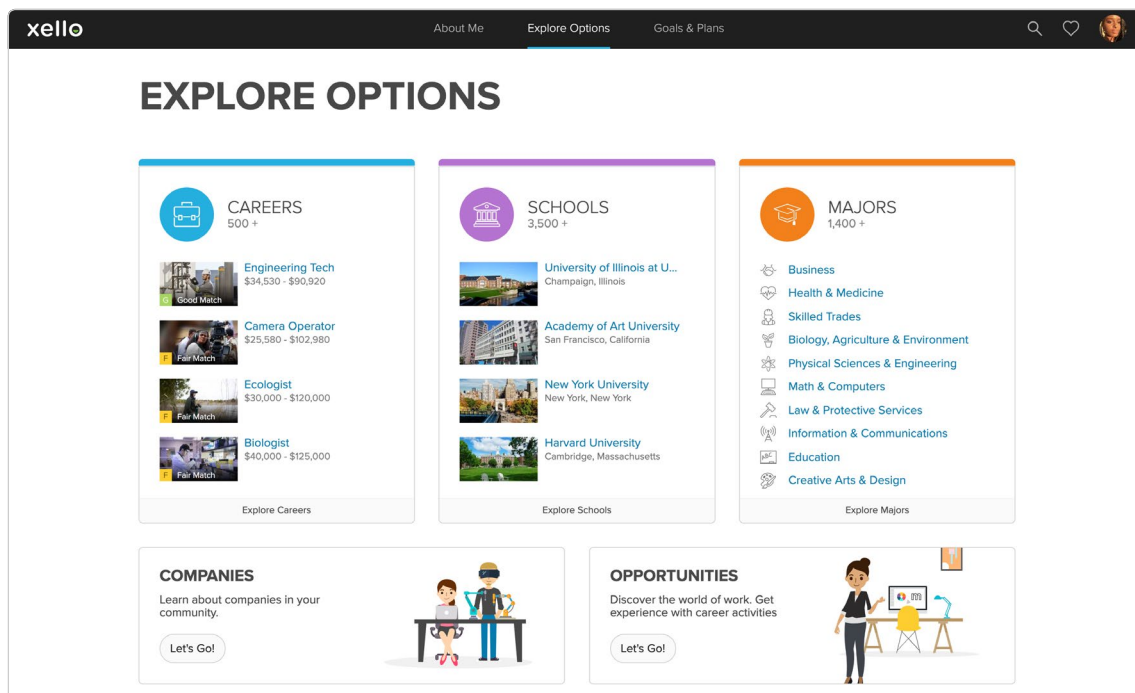 xello
About Me
Explore Options
Goals & Plans
EXPLORE OPTIONS
CAREERS
500 +
Engineering Tech
$34,530 - $90,920
G Good Match
Camera Operator
$25,580 - $102,980
F Fair Match
Ecologist
$30,000 - $120,000
F Fair Match
Biologist
$40,000 - $125,000
F Fair Match
Explore Careers
SCHOOLS
3,500 +
University of Illinois at U...
Champaign, Illinois
Academy of Art University
San Francisco, California
New York University
New York, New York
Harvard University
Cambridge, Massachusetts
Explore Schools
MAJORS
1,400 +
Business
Health & Medicine
Skilled Trades
Biology, Agriculture & Environment
Physical Sciences & Engineering
Math & Computers
Law & Protective Services
Information & Communications
ABC
Education
Creative Arts & Design
Explore Majors
COMPANIES
Learn about companies in your
community.
Let's Go!
OPPORTUNITIES
Discover the world of work. Get
experience with career activities
Let's Go!